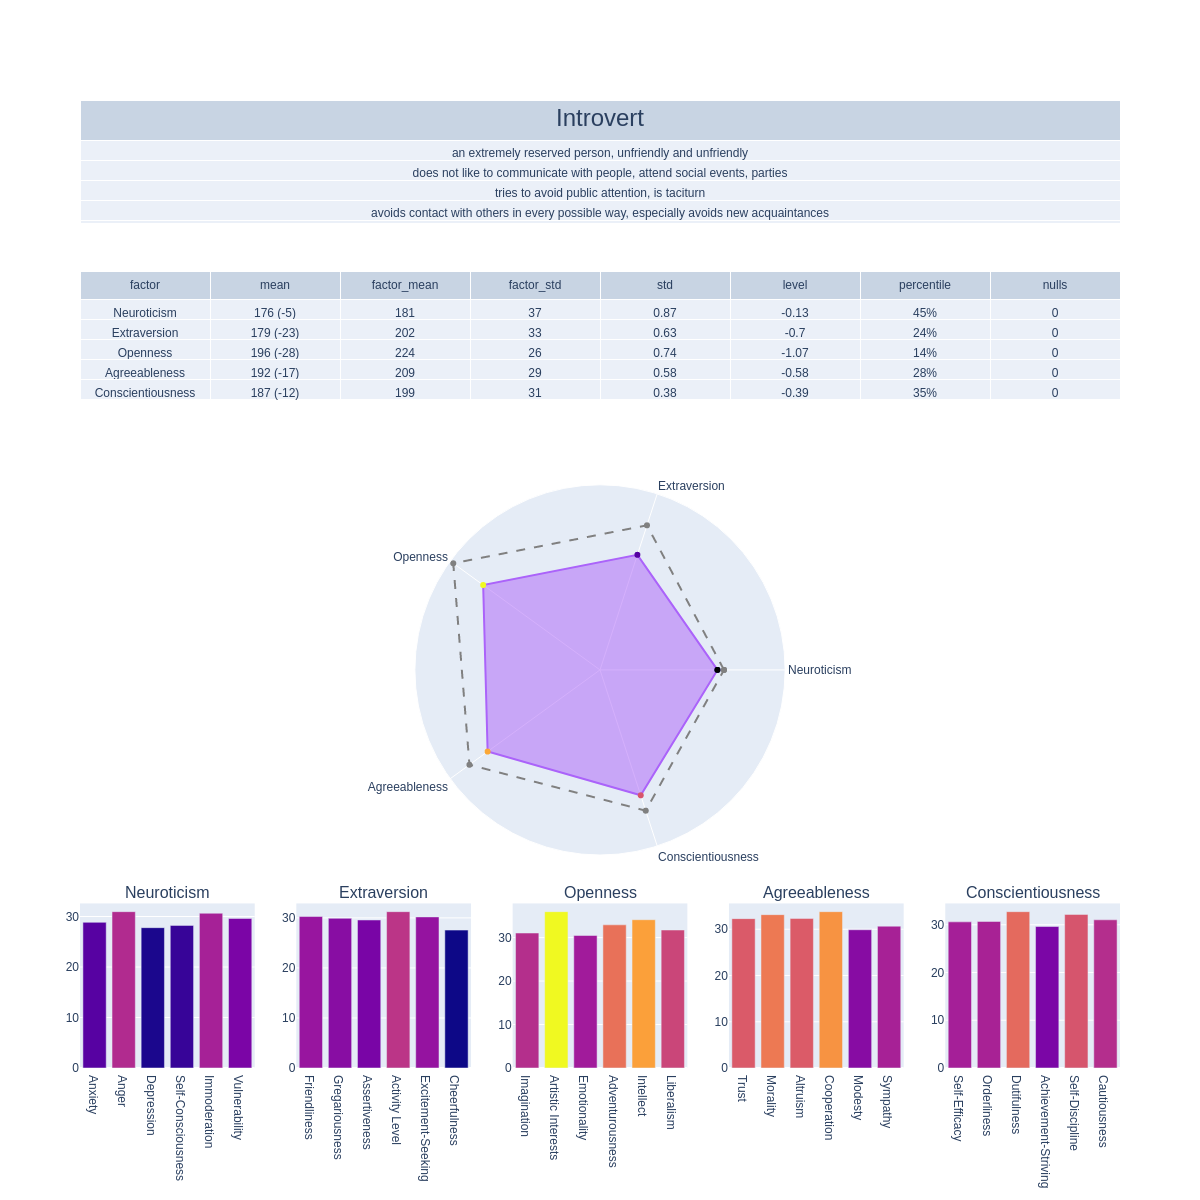 Introvert
an extremely reserved person, unfriendly and unfriendly
does not like to communicate with people, attend social events, parties
tries to avoid public attention, is taciturn
avoids contact with others in every possible way, especially avoids new acquaintances
factor mean factor_mean factor_std std level percentile nulls
Neuroticism 176 (-5) 181 37 0.87 -0.13 45% 0
Extraversion 179 (-23) 202 33 0.63 -0.7 24% 0
Openness 196 (-28) 224 26 0.74 -1.07 14% 0
Agreeableness 192 (-17) 209 29 0.58 -0.58 28% 0
Conscientiousness 187 (-12) 199 31 0.38 -0.39 35% 0
Extraversion
Openness
Neuroticism
Agreeableness
Conscientiousness
Neuroticism
30
20
10
0
Anxiety
Anger
Depression
Self-Consciousness
Immoderation
Vulnerability
Extraversion
30
20
10
0
Friendliness
Gregariousness
Assertiveness
Activity Level
Excitement-Seeking
Cheerfulness
Openness
30
20
10
0
Imagination
Artistic Interests
Emotionality
Adventurousness
Intellect
Liberalism
Agreeableness
30
20
10
0
Trust
Morality
Altruism
Cooperation
Modesty
Sympathy
Conscientiousness
30
20
10
0
Self-Efficacy
Orderliness
Dutifulness
Achievement-Striving
Self-Discipline
Cautiousness